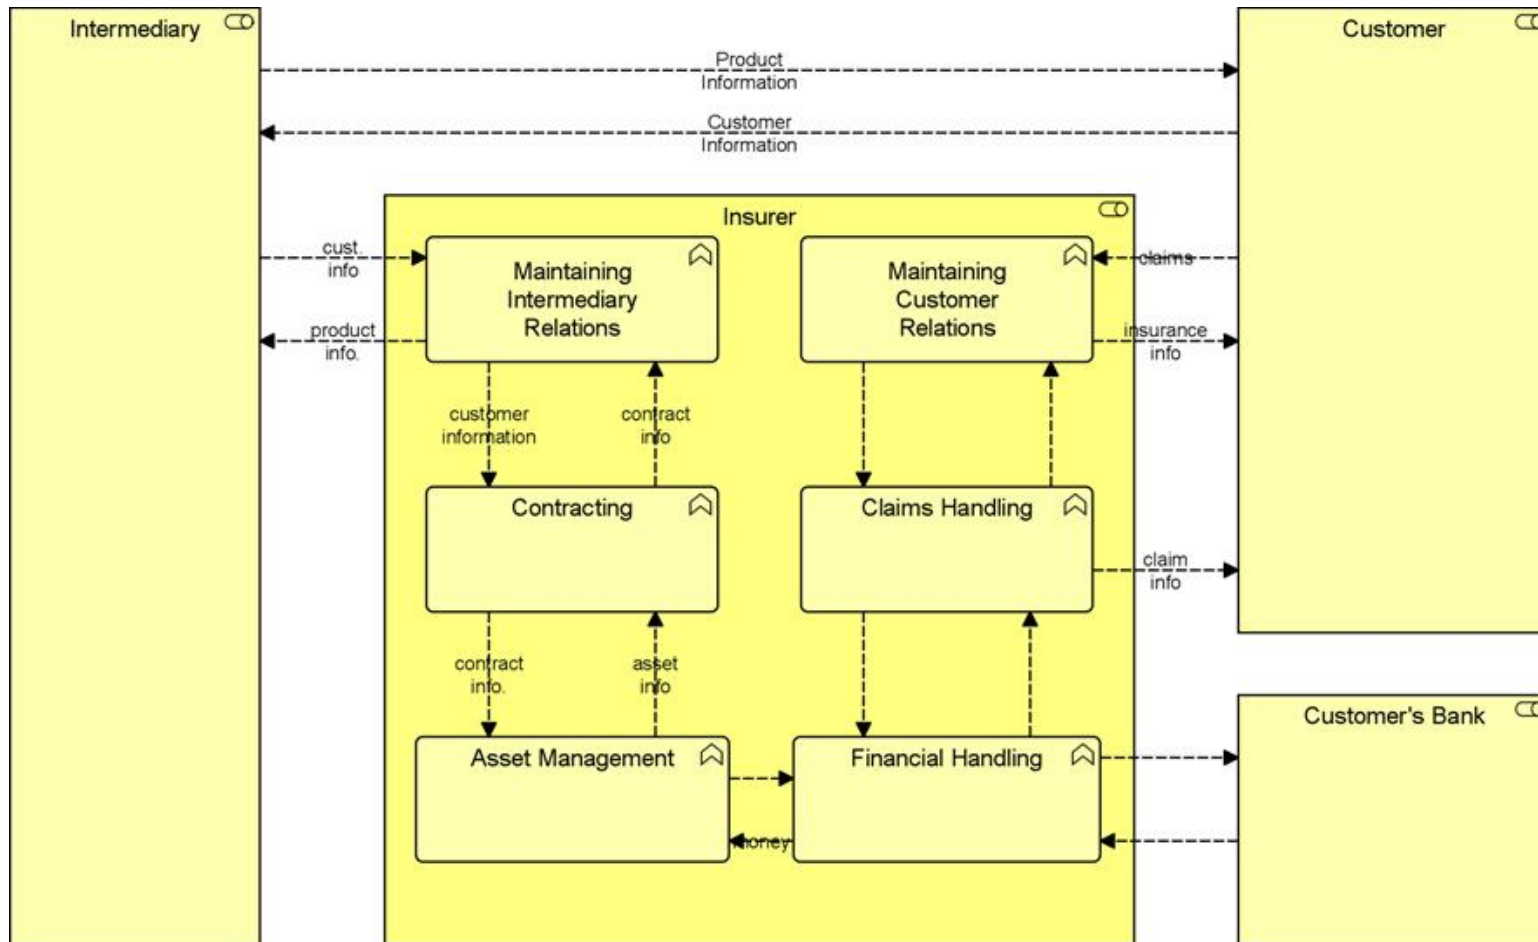 Intermediary
Customer
Product
Information
Customer
Information
Insurer
cust.
info
Maintaining
Intermediary
Relations
Maintaining
Customer
Relations
claims
product
info.
insurance
info
customer
information
contract
info
Contracting
Claims Handling
claim
info
contract
info.
asset
info
Customer's Bank
Asset Management
Financial Handling
money